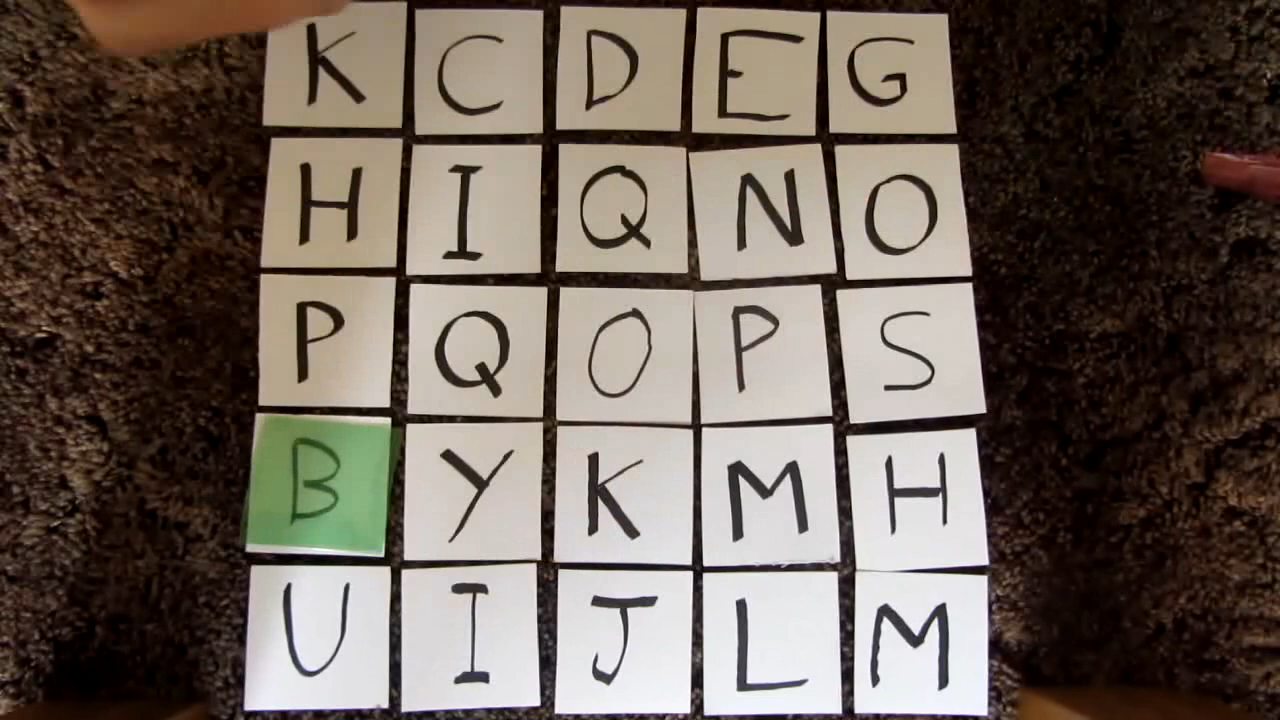 K C D E G
H I Q N O
P Q O P S
B Y K M H
U I J L M